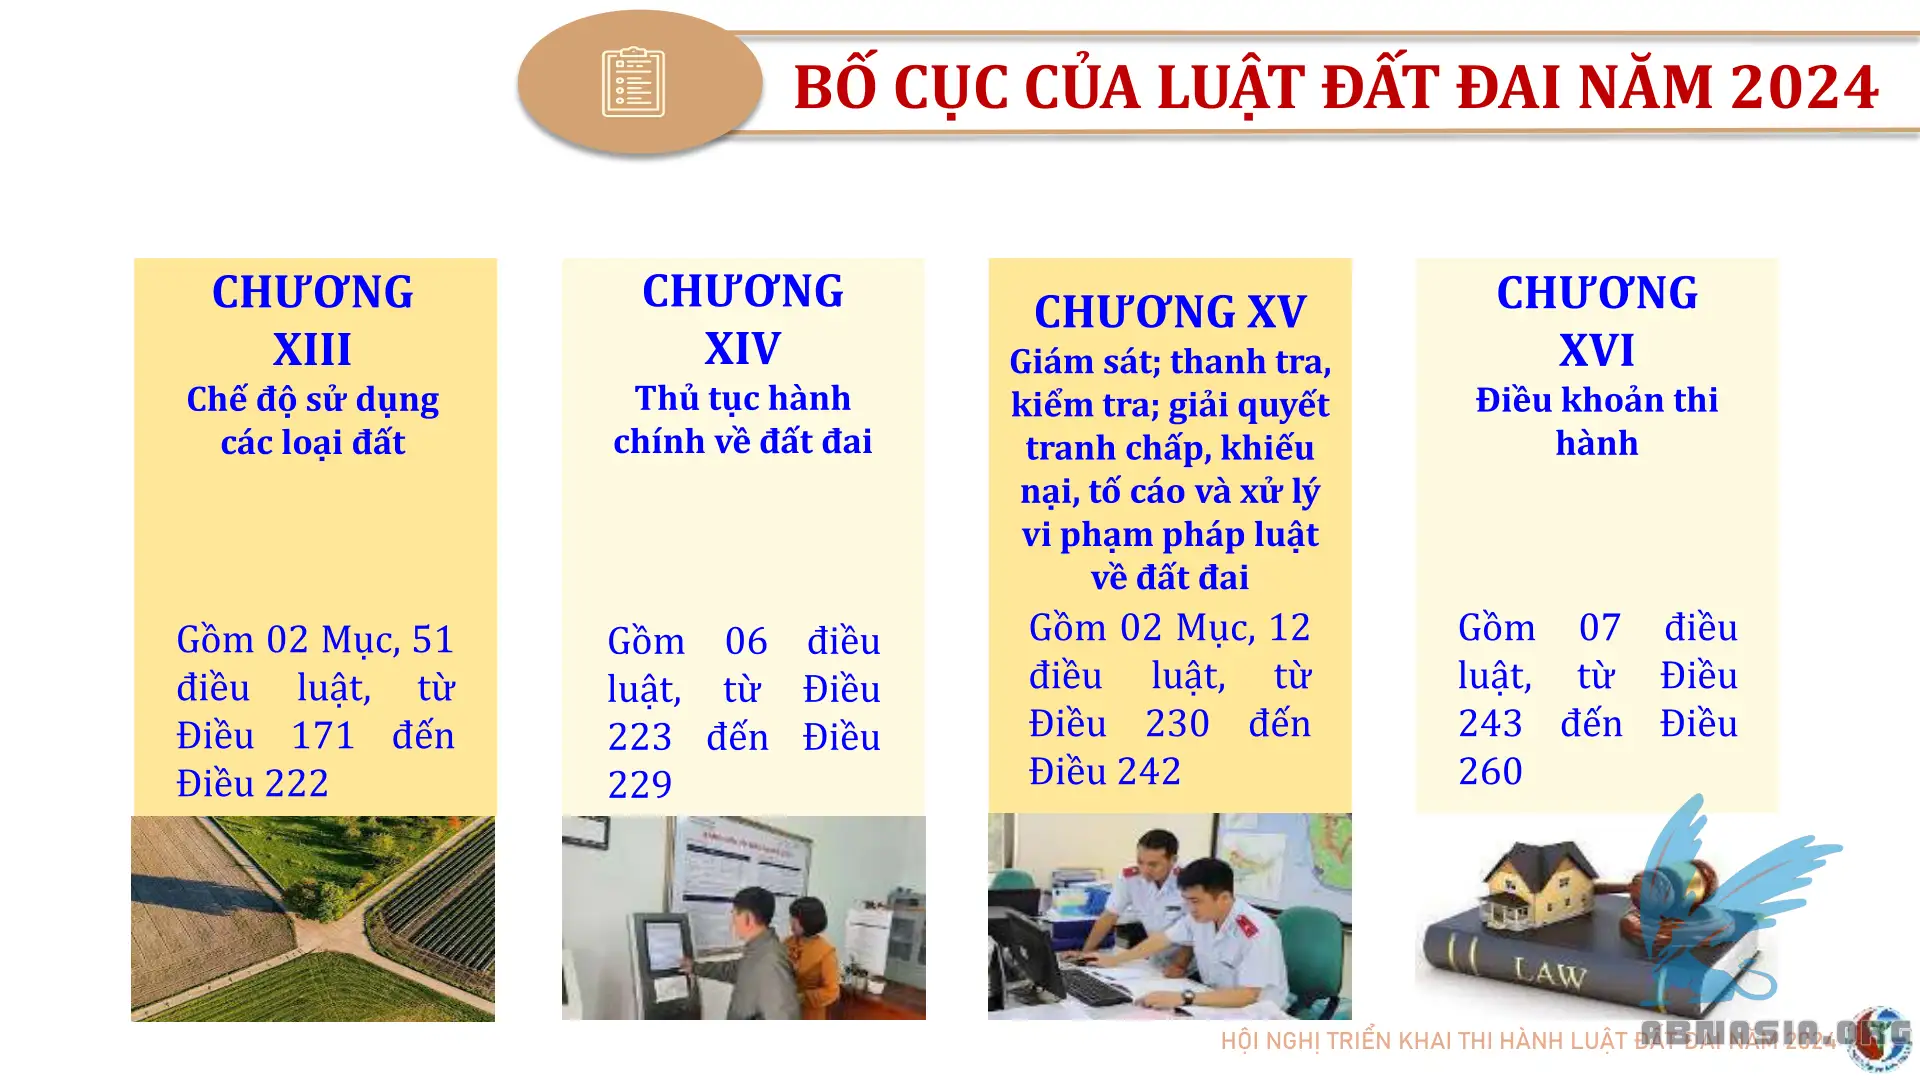 BỐ CỤC CỦA LUẬT ĐẤT ĐAI NĂM 2024
CHƯƠNG
XIII
Chế độ sử dụng
các loại đất
Gồm 02 Mục, 51
điều luật, từ
Điều 171 đến
Điều 222
CHƯƠNG
XIV
Thủ tục hành
chính về đất đai
Gồm 06 điều
luật, từ Điều
223 đến Điều
229
CHƯƠNG XV
Giám sát; thanh tra,
kiểm tra; giải quyết
tranh chấp, khiếu
nại, tố cáo và xử lý
vi phạm pháp luật
về đất đai
Gồm 02 Mục, 12
điều luật, từ
Điều 230 đến
Điều 242
CHƯƠNG
XVI
Điều khoản thi
hành
Gồm 07 điều
luật, từ Điều
243 đến Điều
260
LAW
HỘI NGHỊ TRIỂN KHAI THI HÀNH LUẬT ĐẤT ĐAI NĂM 2024
ABMASIA.ORG